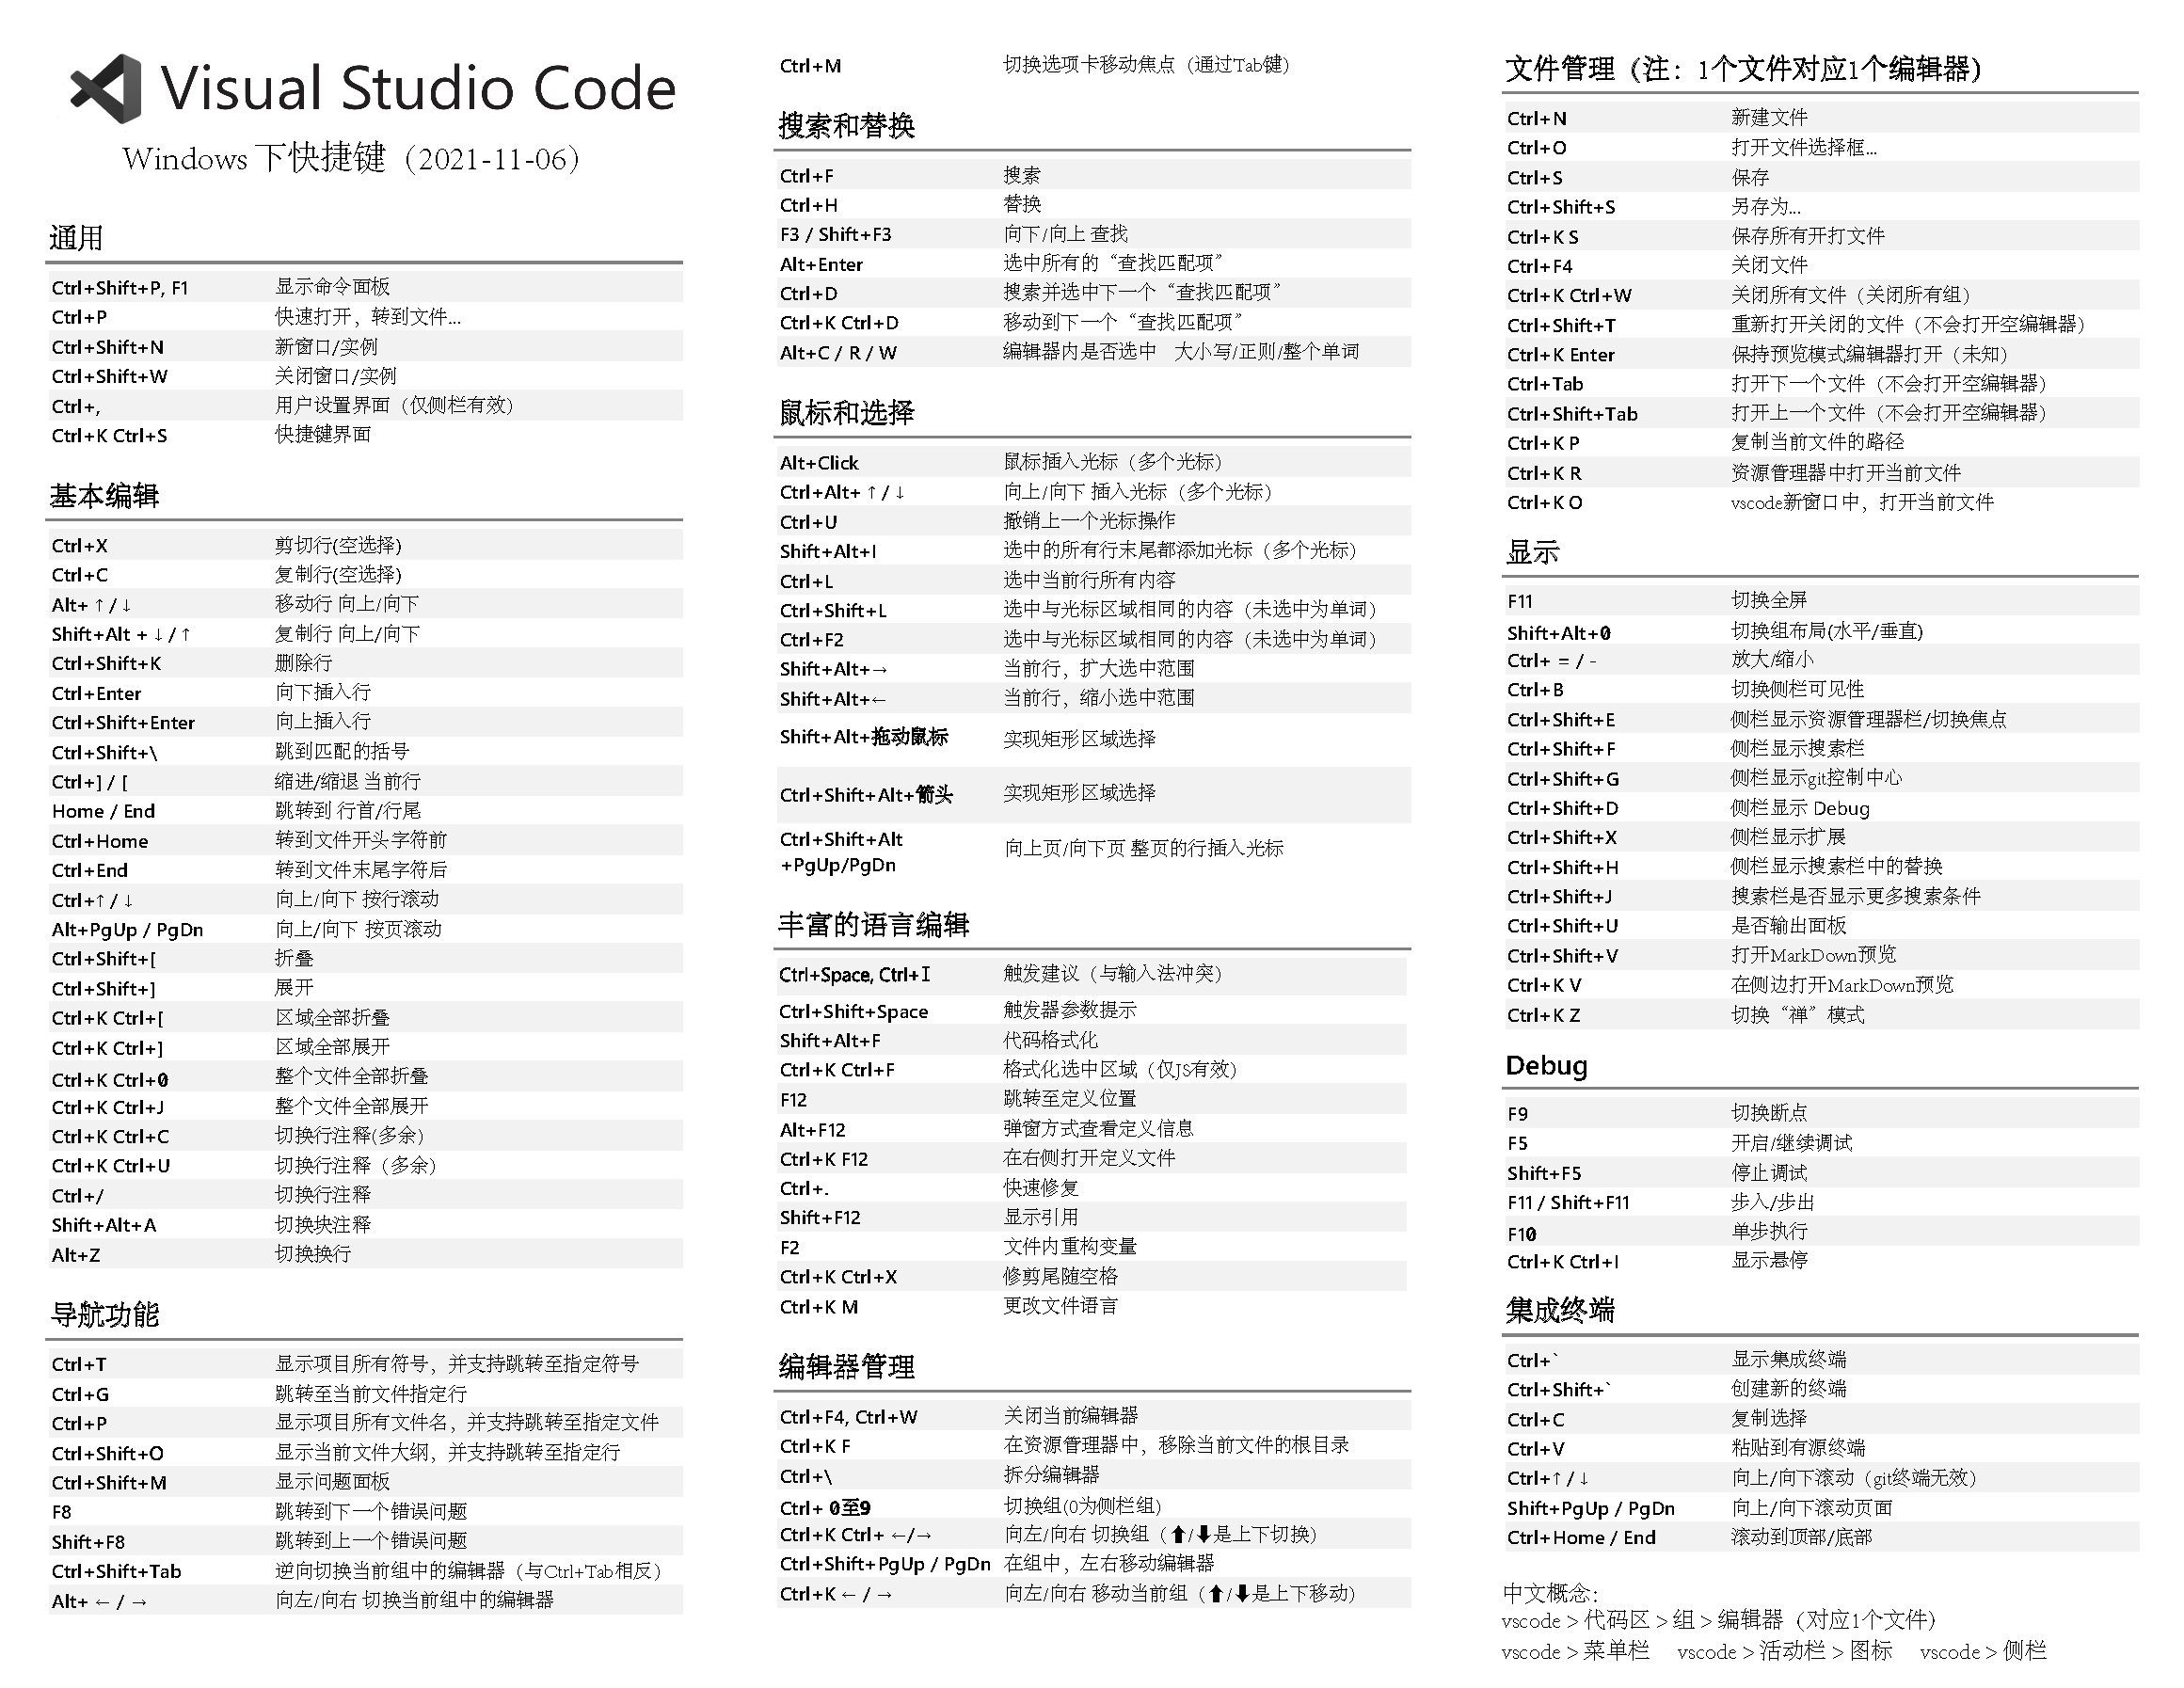 Visual Studio Code
Windows 下快捷键（2021-11-06）
通用
Ctrl+Shift+P, F1 显示命令面板
Ctrl+P 快速打开，转到文件...
Ctrl+Shift+N 新窗口/实例
Ctrl+Shift+W 关闭窗口/实例
Ctrl+, 用户设置界面（仅侧栏有效）
Ctrl+K Ctrl+S 快捷键界面
基本编辑
Ctrl+X 剪切行(空选择)
Ctrl+C 复制行(空选择)
Alt+ ↑ / ↓ 移动行 向上/向下
Shift+Alt + ↓ / ↑ 复制行 向上/向下
Ctrl+Shift+K 删除行
Ctrl+Enter 向下插入行
Ctrl+Shift+Enter 向上插入行
Ctrl+Shift+\ 跳到匹配的括号
Ctrl+] / [ 缩进/缩退 当前行
Home / End 跳转到 行首/行尾
Ctrl+Home 转到文件开头字符前
Ctrl+End 转到文件末尾字符后
Ctrl+↑ / ↓ 向上/向下 按行滚动
Alt+PgUp / PgDn 向上/向下 按页滚动
Ctrl+Shift+[ 折叠
Ctrl+Shift+] 展开
Ctrl+K Ctrl+[ 区域全部折叠
Ctrl+K Ctrl+] 区域全部展开
Ctrl+K Ctrl+0 整个文件全部折叠
Ctrl+K Ctrl+J 整个文件全部展开
Ctrl+K Ctrl+C 切换行注释(多余)
Ctrl+K Ctrl+U 切换行注释（多余）
Ctrl+/ 切换行注释
Shift+Alt+A 切换块注释
Alt+Z 切换换行
导航功能
Ctrl+T 显示项目所有符号，并支持跳转至指定符号
Ctrl+G 跳转至当前文件指定行
Ctrl+P 显示项目所有文件名，并支持跳转至指定文件
Ctrl+Shift+O 显示当前文件大纲，并支持跳转至指定行
Ctrl+Shift+M 显示问题面板
F8 跳转到下一个错误问题
Shift+F8 跳转到上一个错误问题
Ctrl+Shift+Tab 逆向切换当前组中的编辑器（与Ctrl+Tab相反）
Alt+ ← / → 向左/向右 切换当前组中的编辑器
Ctrl+M 切换选项卡移动焦点（通过Tab键）
搜索和替换
Ctrl+F 搜索
Ctrl+H 替换
F3 / Shift+F3 向下/向上 查找
Alt+Enter 选中所有的“查找匹配项”
Ctrl+D 搜索并选中下一个“查找匹配项”
Ctrl+K Ctrl+D 移动到下一个“查找匹配项”
Alt+C / R / W 编辑器内是否选中 大小写/正则/整个单词
鼠标和选择
Alt+Click 鼠标插入光标（多个光标）
Ctrl+Alt+ ↑ / ↓ 向上/向下 插入光标（多个光标）
Ctrl+U 撤销上一个光标操作
Shift+Alt+I 选中的所有行末尾都添加光标（多个光标）
Ctrl+L 选中当前行所有内容
Ctrl+Shift+L 选中与光标区域相同的内容（未选中为单词）
Ctrl+F2 选中与光标区域相同的内容（未选中为单词）
Shift+Alt+→ 当前行，扩大选中范围
Shift+Alt+← 当前行，缩小选中范围
Shift+Alt+拖动鼠标 实现矩形区域选择
Ctrl+Shift+Alt+箭头 实现矩形区域选择
Ctrl+Shift+Alt
+PgUp/PgDn 向上页/向下页 整页的行插入光标
丰富的语言编辑
Ctrl+Space, Ctrl+I 触发建议（与输入法冲突）
Ctrl+Shift+Space 触发器参数提示
Shift+Alt+F 代码格式化
Ctrl+K Ctrl+F 格式化选中区域（仅JS有效）
F12 跳转至定义位置
Alt+F12 弹窗方式查看定义信息
Ctrl+K F12 在右侧打开定义文件
Ctrl+. 快速修复
Shift+F12 显示引用
F2 文件内重构变量
Ctrl+K Ctrl+X 修剪尾随空格
Ctrl+K M 更改文件语言
编辑器管理
Ctrl+F4, Ctrl+W 关闭当前编辑器
Ctrl+K F 在资源管理器中，移除当前文件的根目录
Ctrl+\ 拆分编辑器
Ctrl+ 0至9 切换组(0为侧栏组)
Ctrl+K Ctrl+ ←/→ 向左/向右 切换组（⬆/⬇是上下切换）
Ctrl+Shift+PgUp / PgDn 在组中，左右移动编辑器
Ctrl+K ← / → 向左/向右 移动当前组（⬆/⬇是上下移动）
文件管理（注：1个文件对应1个编辑器）
Ctrl+N 新建文件
Ctrl+O 打开文件选择框...
Ctrl+S 保存
Ctrl+Shift+S 另存为...
Ctrl+K S 保存所有开打文件
Ctrl+F4 关闭文件
Ctrl+K Ctrl+W 关闭所有文件（关闭所有组）
Ctrl+Shift+T 重新打开关闭的文件（不会打开空编辑器）
Ctrl+K Enter 保持预览模式编辑器打开（未知）
Ctrl+Tab 打开下一个文件（不会打开空编辑器）
Ctrl+Shift+Tab 打开上一个文件（不会打开空编辑器）
Ctrl+K P 复制当前文件的路径
Ctrl+K R 资源管理器中打开当前文件
Ctrl+K O vscode新窗口中，打开当前文件
显示
F11 切换全屏
Shift+Alt+0 切换组布局(水平/垂直)
Ctrl+ = / - 放大/缩小
Ctrl+B 切换侧栏可见性
Ctrl+Shift+E 侧栏显示资源管理器栏/切换焦点
Ctrl+Shift+F 侧栏显示搜索栏
Ctrl+Shift+G 侧栏显示git控制中心
Ctrl+Shift+D 侧栏显示 Debug
Ctrl+Shift+X 侧栏显示扩展
Ctrl+Shift+H 侧栏显示搜索栏中的替换
Ctrl+Shift+J 搜索栏是否显示更多搜索条件
Ctrl+Shift+U 是否输出面板
Ctrl+Shift+V 打开MarkDown预览
Ctrl+K V 在侧边打开MarkDown预览
Ctrl+K Z 切换“禅”模式
Debug
F9 切换断点
F5 开启/继续调试
Shift+F5 停止调试
F11 / Shift+F11 步入/步出
F10 单步执行
Ctrl+K Ctrl+I 显示悬停
集成终端
Ctrl+` 显示集成终端
Ctrl+Shift+` 创建新的终端
Ctrl+C 复制选择
Ctrl+V 粘贴到有源终端
Ctrl+↑ / ↓ 向上/向下滚动（git终端无效）
Shift+PgUp / PgDn 向上/向下滚动页面
Ctrl+Home / End 滚动到顶部/底部
中文概念：
vscode > 代码区 > 组 > 编辑器（对应1个文件）
vscode > 菜单栏 vscode > 活动栏 > 图标 vscode > 侧栏